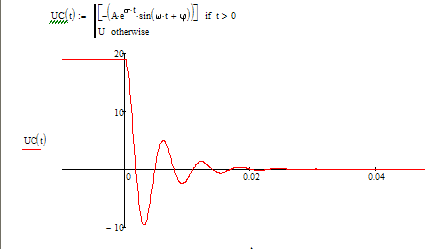 UC(t) := [-(A·e^σ·t·sin(ω·t + φ))] if t > 0
U otherwise
20
10
UC(t)
0 0.02 0.04
-10